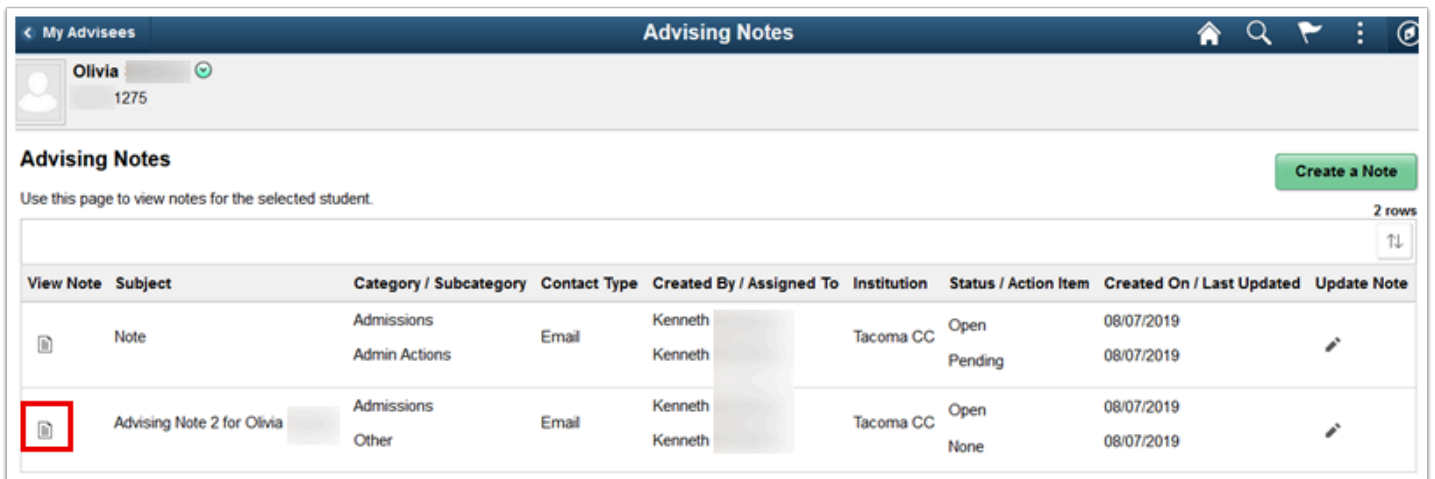 My Advisees
Advising Notes
Olivia
1275
Advising Notes
Create a Note
Use this page to view notes for the selected student.
2 rows
View Note Subject Category / Subcategory Contact Type Created By / Assigned To Institution Status / Action Item Created On / Last Updated Update Note
Note Admissions Email Kenneth Tacoma CC Open 08/07/2019
Admin Actions Kenneth Pending 08/07/2019
Advising Note 2 for Olivia Admissions Email Kenneth Tacoma CC Open 08/07/2019
Other Kenneth None 08/07/2019